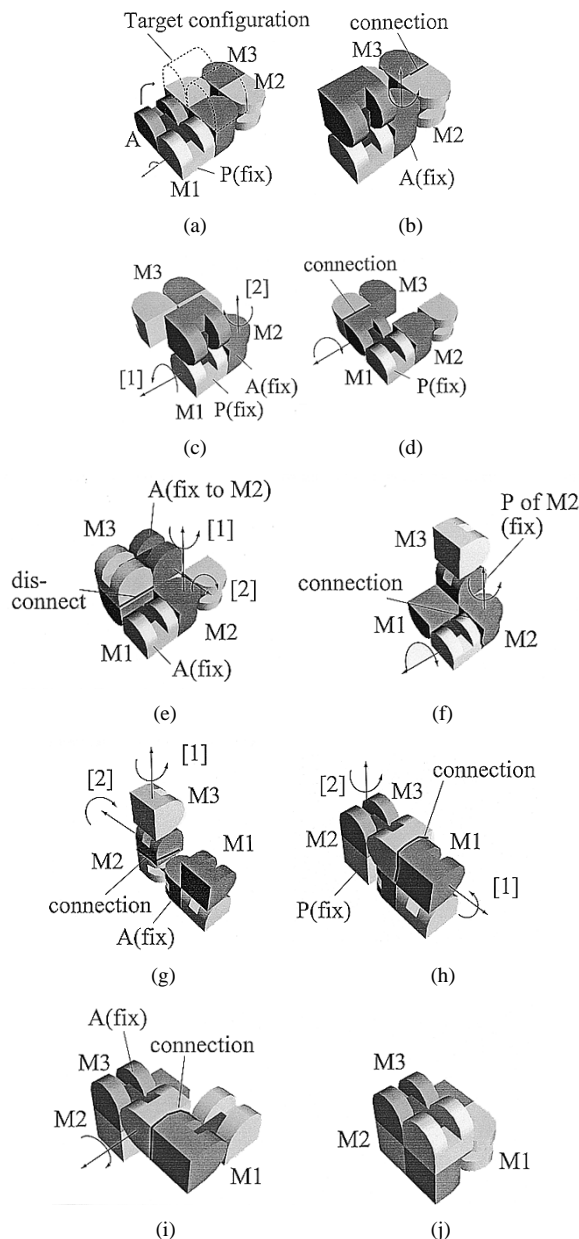 Target configuration
M3
M2
A
M1
P(fix)
(a)
connection
M3
M2
A(fix)
(b)
M3
[2]
M2
[1]
A(fix)
M1
P(fix)
(c)
connection
M3
M1
M2
P(fix)
(d)
A(fix to M2)
M3
[1]
dis-
connect
[2]
M1
M2
A(fix)
(e)
P of M2
(fix)
M3
connection
M1
M2
(f)
[1]
[2]
M3
M1
M2
connection
A(fix)
(g)
[2]
M3
connection
M2
M1
P(fix)
[1]
(h)
A(fix)
M3
connection
M2
M1
(i)
M3
M2
M1
(j)